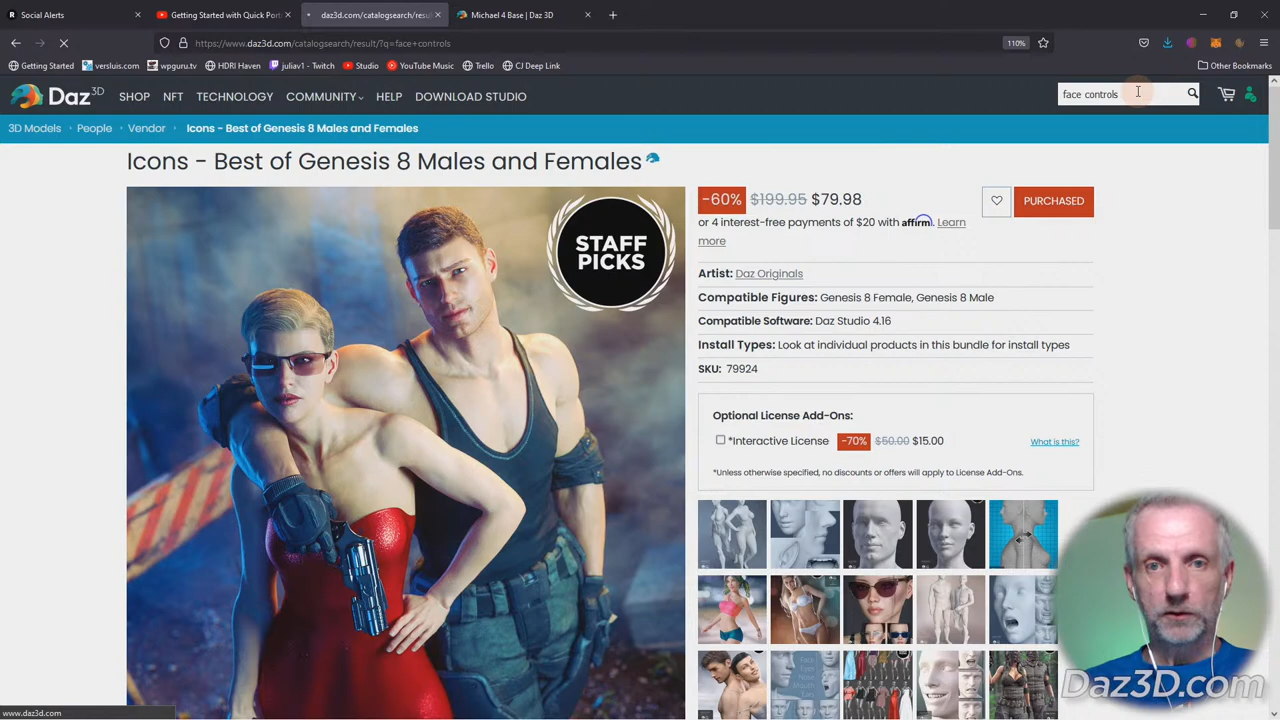 Social Alerts
Getting Started with Quick Port
daz3d.com/catalogsearch/resul
Michael 4 Base | Daz 3D
https://www.daz3d.com/catalogsearch/result/?q=face+controls
110%
Getting Started
versluis.com
wpguru.tv
HDRI Haven
juliav1 - Twitch
Studio
YouTube Music
Trello
CJ Deep Link
Other Bookmarks
Daz 3D
SHOP
NFT
TECHNOLOGY
COMMUNITY
HELP
DOWNLOAD STUDIO
face controls
3D Models
People
Vendor
Icons - Best of Genesis 8 Males and Females
Icons - Best of Genesis 8 Males and Females
STAFF
PICKS
-60% $199.95 $79.98
PURCHASED
or 4 interest-free payments of $20 with affirm. Learn
more
Artist: Daz Originals
Compatible Figures: Genesis 8 Female, Genesis 8 Male
Compatible Software: Daz Studio 4.16
Install Types: Look at individual products in this bundle for install types
SKU: 79924
Optional License Add-Ons:
*Interactive License -70% $50.00 $15.00
What is this?
*Unless otherwise specified, no discounts or offers will apply to License Add-Ons.
Face
Eyes
Nose
Mouth
Ears
Daz3D.com
www.daz3d.com